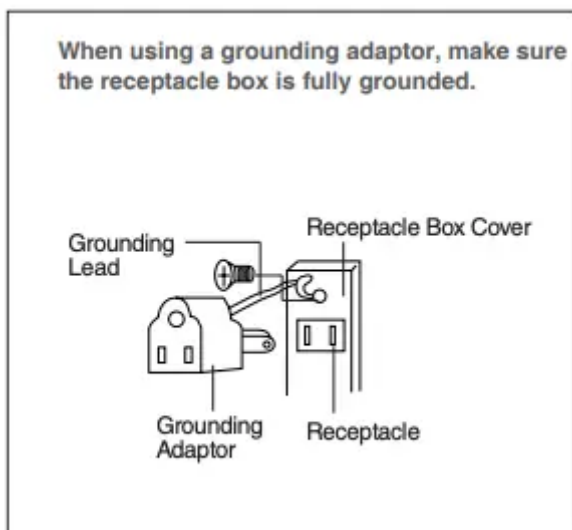 When using a grounding adaptor, make sure
the receptacle box is fully grounded.
Receptacle Box Cover
Grounding
Lead
Grounding
Adaptor
Receptacle